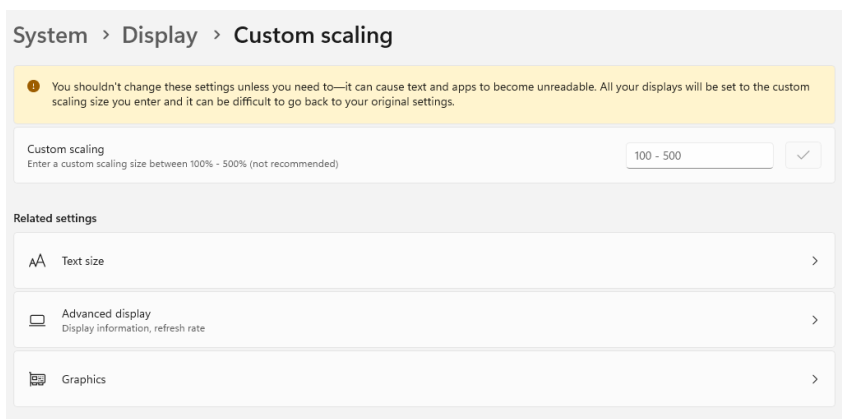 System > Display > Custom scaling
You shouldn't change these settings unless you need to—it can cause text and apps to become unreadable. All your displays will be set to the custom
scaling size you enter and it can be difficult to go back to your original settings.
Custom scaling
Enter a custom scaling size between 100% - 500% (not recommended)
100 - 500
Related settings
Text size
Advanced display
Display information, refresh rate
Graphics